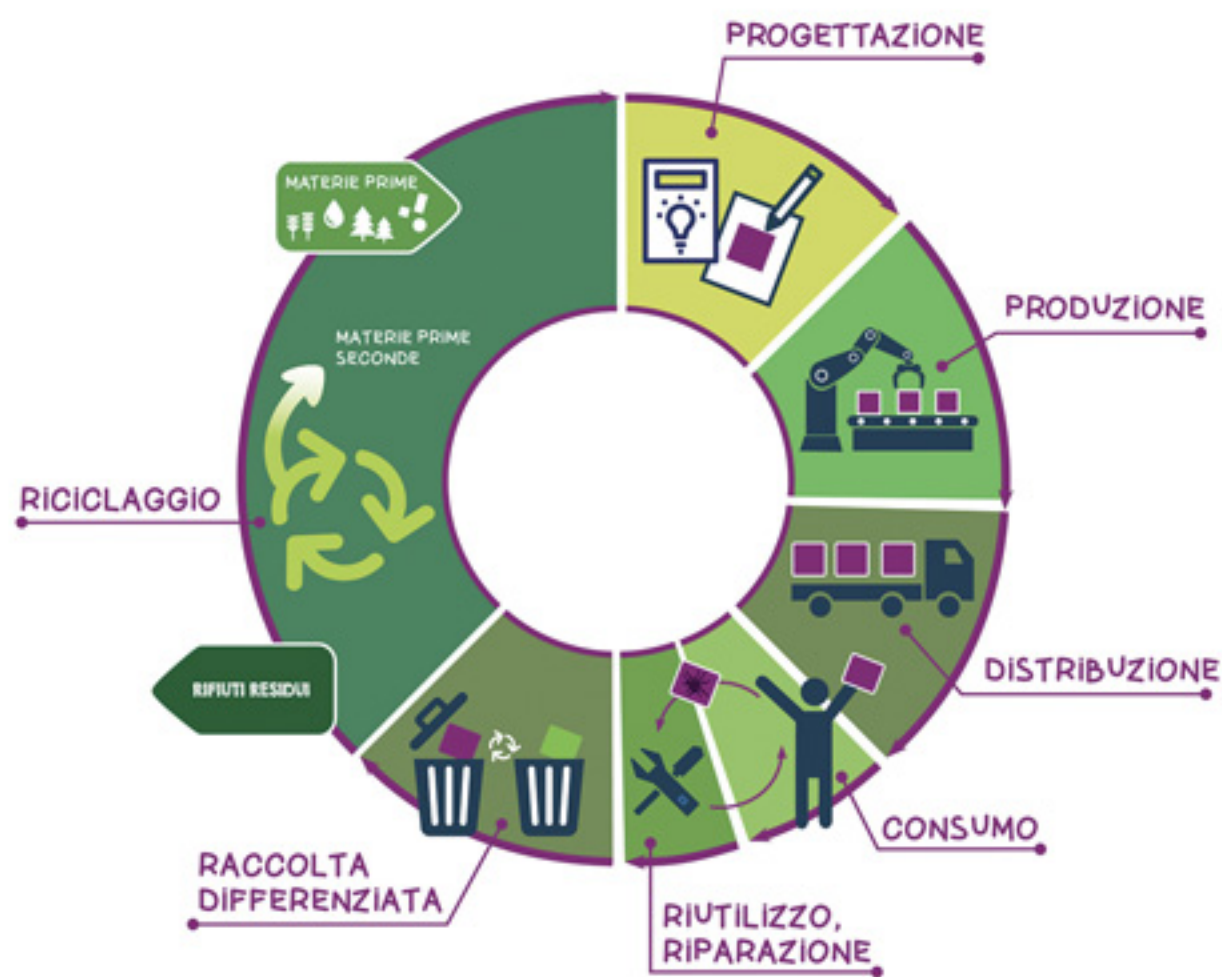 PROGETTAZIONE
MATERIE PRIME
PRODUZIONE
MATERIE PRIME
SECONDE
RICICLAGGIO
RIFIUTI RESIDUI
DISTRIBUZIONE
CONSUMO
RACCOLTA
DIFFERENZIATA
RIUTILIZZO,
RIPARAZIONE